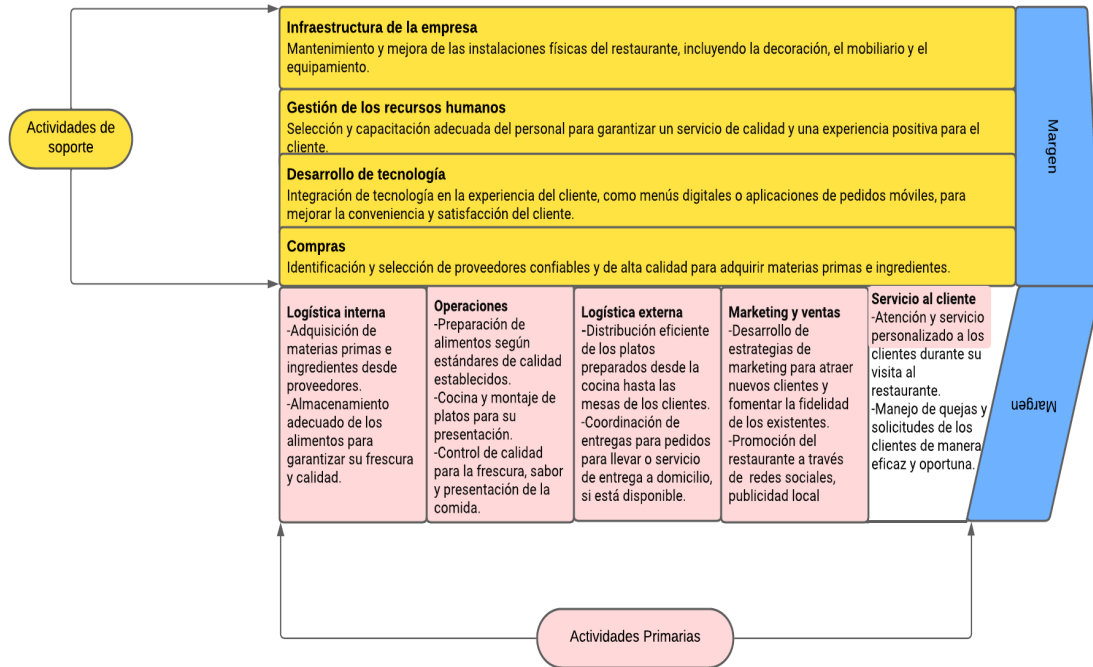 Infraestructura de la empresa
Mantenimiento y mejora de las instalaciones físicas del restaurante, incluyendo la decoración, el mobiliario y el
equipamiento.
Gestión de los recursos humanos
Selección y capacitación adecuada del personal para garantizar un servicio de calidad y una experiencia positiva para el
cliente.
Actividades de
soporte
Desarrollo de tecnología
Integración de tecnología en la experiencia del cliente, como menús digitales o aplicaciones de pedidos móviles, para
mejorar la conveniencia y satisfacción del cliente.
Compras
Identificación y selección de proveedores confiables y de alta calidad para adquirir materias primas e ingredientes.
Margen
Logística interna
-Adquisición de
materias primas e
ingredientes desde
proveedores.
-Almacenamiento
adecuado de los
alimentos para
garantizar su frescura
y calidad.
Operaciones
-Preparación de
alimentos según
estándares de calidad
establecidos.
-Cocina y montaje de
platos para su
presentación.
-Control de calidad
para la frescura, sabor
y presentación de la
comida.
Logística externa
-Distribución eficiente
de los platos
preparados desde la
cocina hasta las
mesas de los clientes.
-Coordinación de
entregas para pedidos
para llevar o servicio
de entrega a domicilio,
si está disponible.
Marketing y ventas
-Desarrollo de
estrategias de
marketing para atraer
nuevos clientes y
fomentar la fidelidad
de los existentes.
-Promoción del
restaurante a través
de redes sociales,
publicidad local
Servicio al cliente
-Atención y servicio
personalizado a los
clientes durante su
visita al
restaurante.
-Manejo de quejas y
solicitudes de los
clientes de manera
eficaz y oportuna.
Margen
Actividades Primarias